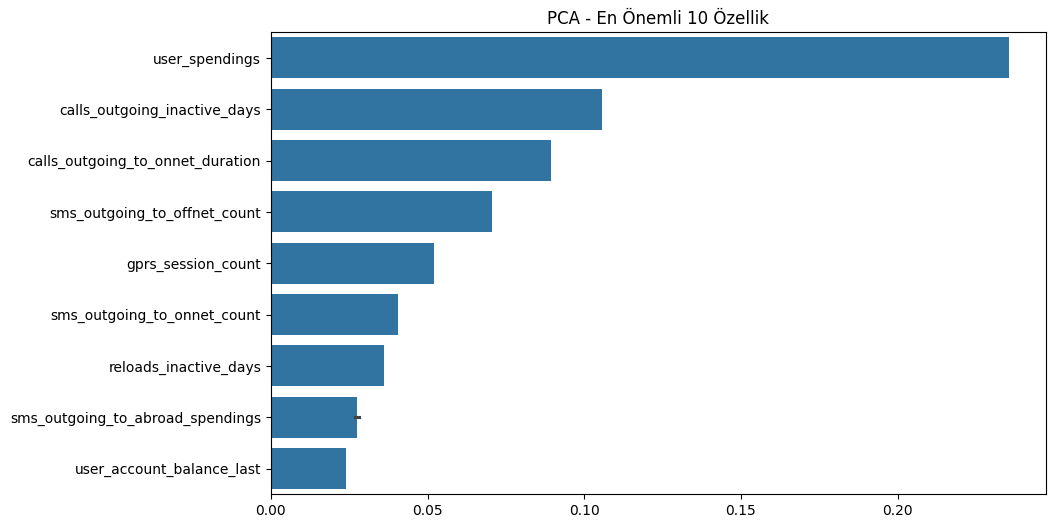 PCA - En Önemli 10 Özellik
user_spendings
calls_outgoing_inactive_days
calls_outgoing_to_onnet_duration
sms_outgoing_to_offnet_count
gprs_session_count
sms_outgoing_to_onnet_count
reloads_inactive_days
sms_outgoing_to_abroad_spendings
user_account_balance_last
0.00 0.05 0.10 0.15 0.20